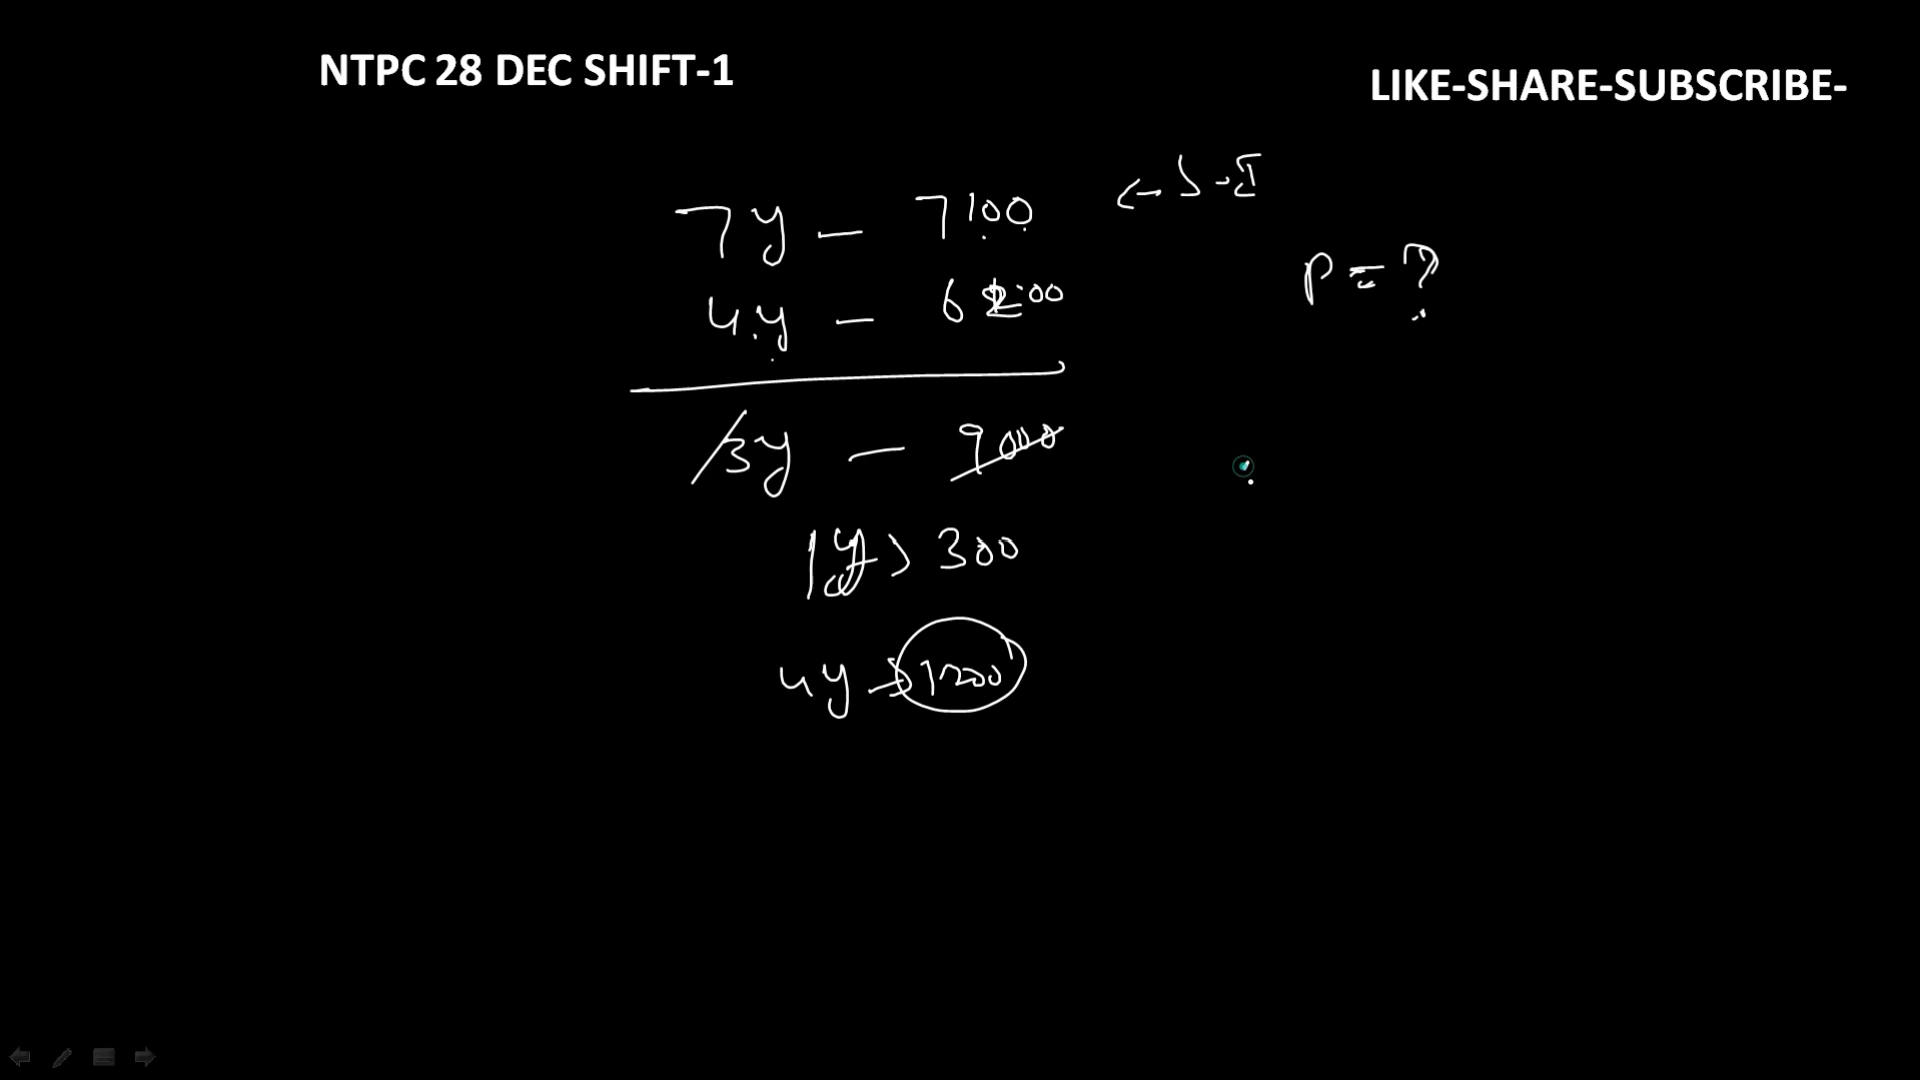 NTPC 28 DEC SHIFT-1
LIKE-SHARE-SUBSCRIBE-
7y – 7100
4y – 6200
3y – 9000
1y > 300
4y → 1200
← S-I
P = ?